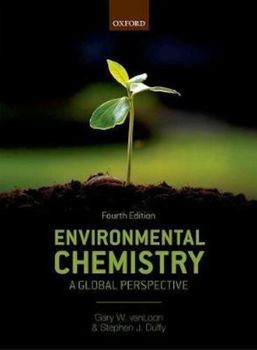 OXFORD
Fourth Edition
ENVIRONMENTAL
CHEMISTRY
A GLOBAL PERSPECTIVE
Gary W. vanLoon
& Stephen J. Duffy